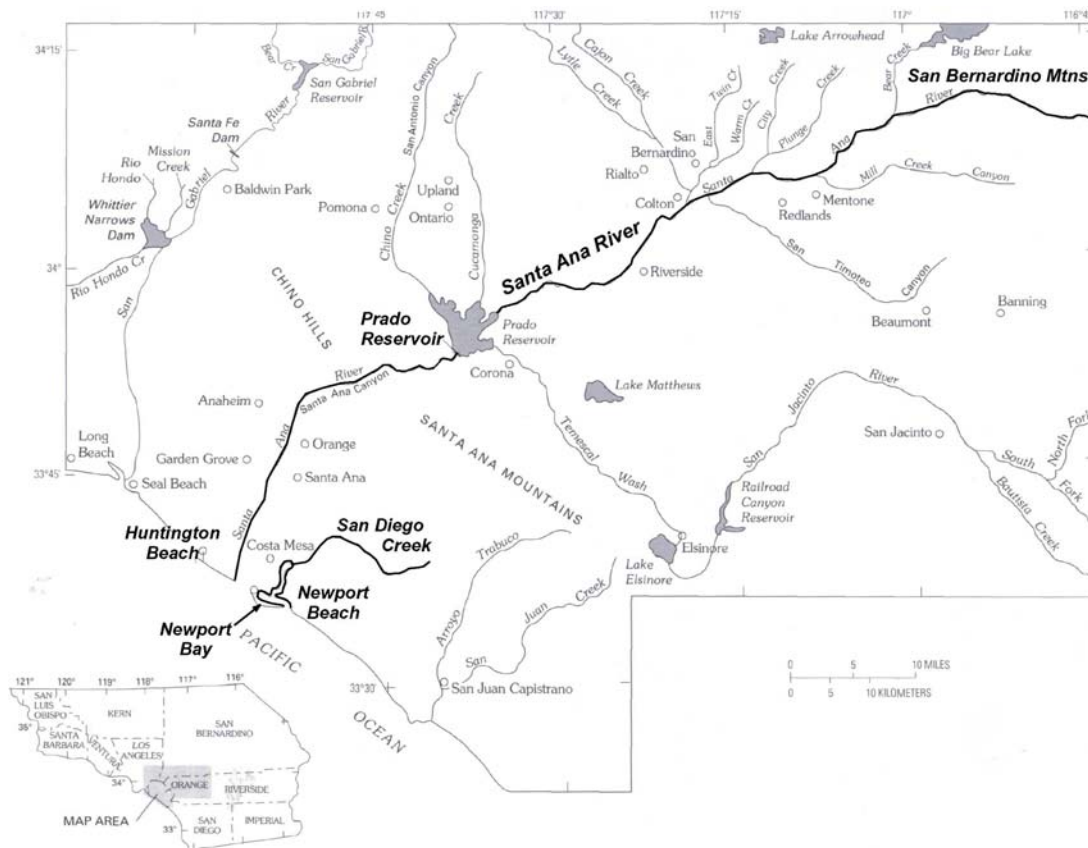 117°45'
117°30'
117°15'
117°
116°4
34°15'
34°
33°45'
33°30'
Bear Cr
San Gabriel R
San Gabriel
Reservoir
Santa Fe
Dam
River
Gabriel
San
Rio
Hondo
Mission
Creek
Whittier
Narrows
Dam
Rio Hondo Cr
Baldwin Park
Pomona
Upland
Ontario
San Antonio Canyon
Creek
Chino
Creek
Cucamonga
CHINO HILLS
Lytle
Creek
Cajon
Creek
Lake Arrowhead
Big Bear Lake
Bear Creek
San Bernardino Mtns
East Twin Cr
Warm Cr
City Creek
Plunge Creek
San
Bernardino
Rialto
Colton
Santa Ana River
Mill Creek Canyon
Mentone
Redlands
San Timoteo Canyon
Santa Ana River
Riverside
Beaumont
Banning
Prado
Reservoir
Prado
Reservoir
Corona
Lake Matthews
River
Santa Ana Canyon
Santa Ana
Anaheim
Orange
Garden Grove
Santa Ana
Long
Beach
Seal Beach
SANTA ANA MOUNTAINS
Temescal Wash
San Jacinto River
San Jacinto
South Fork
North Fork
Bautista Creek
Railroad
Canyon
Reservoir
Elsinore
Lake
Elsinore
Huntington
Beach
Costa Mesa
San Diego
Creek
Newport
Beach
Newport
Bay
Arroyo Trabuco
San Juan Creek
San Juan Capistrano
PACIFIC
OCEAN
0 5 10 MILES
0 5 10 KILOMETERS
121° 120° 119° 118° 117° 116°
35°
34°
33°
SAN
LUIS
OBISPO
KERN
SAN
BERNARDINO
SANTA
BARBARA
VENTURA
LOS
ANGELES
ORANGE
RIVERSIDE
SAN
DIEGO
IMPERIAL
MAP AREA